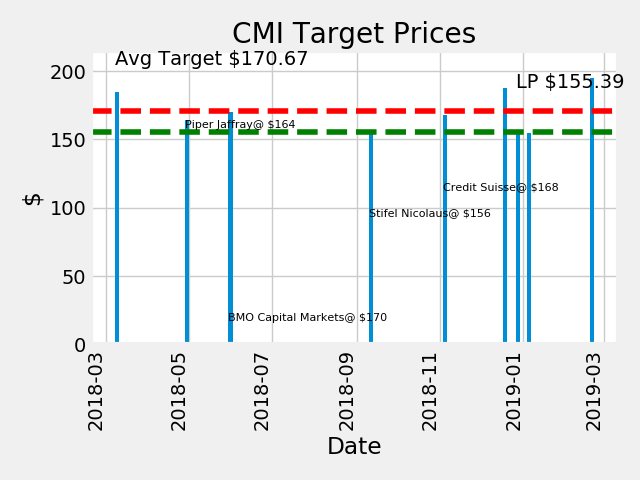 CMI Target Prices
Avg Target $170.67
LP $155.39
Piper Jaffray@ $164
Credit Suisse@ $168
Stifel Nicolaus@ $156
BMO Capital Markets@ $170
$
200
150
100
50
0
2018-03
2018-05
2018-07
2018-09
2018-11
2019-01
2019-03
Date